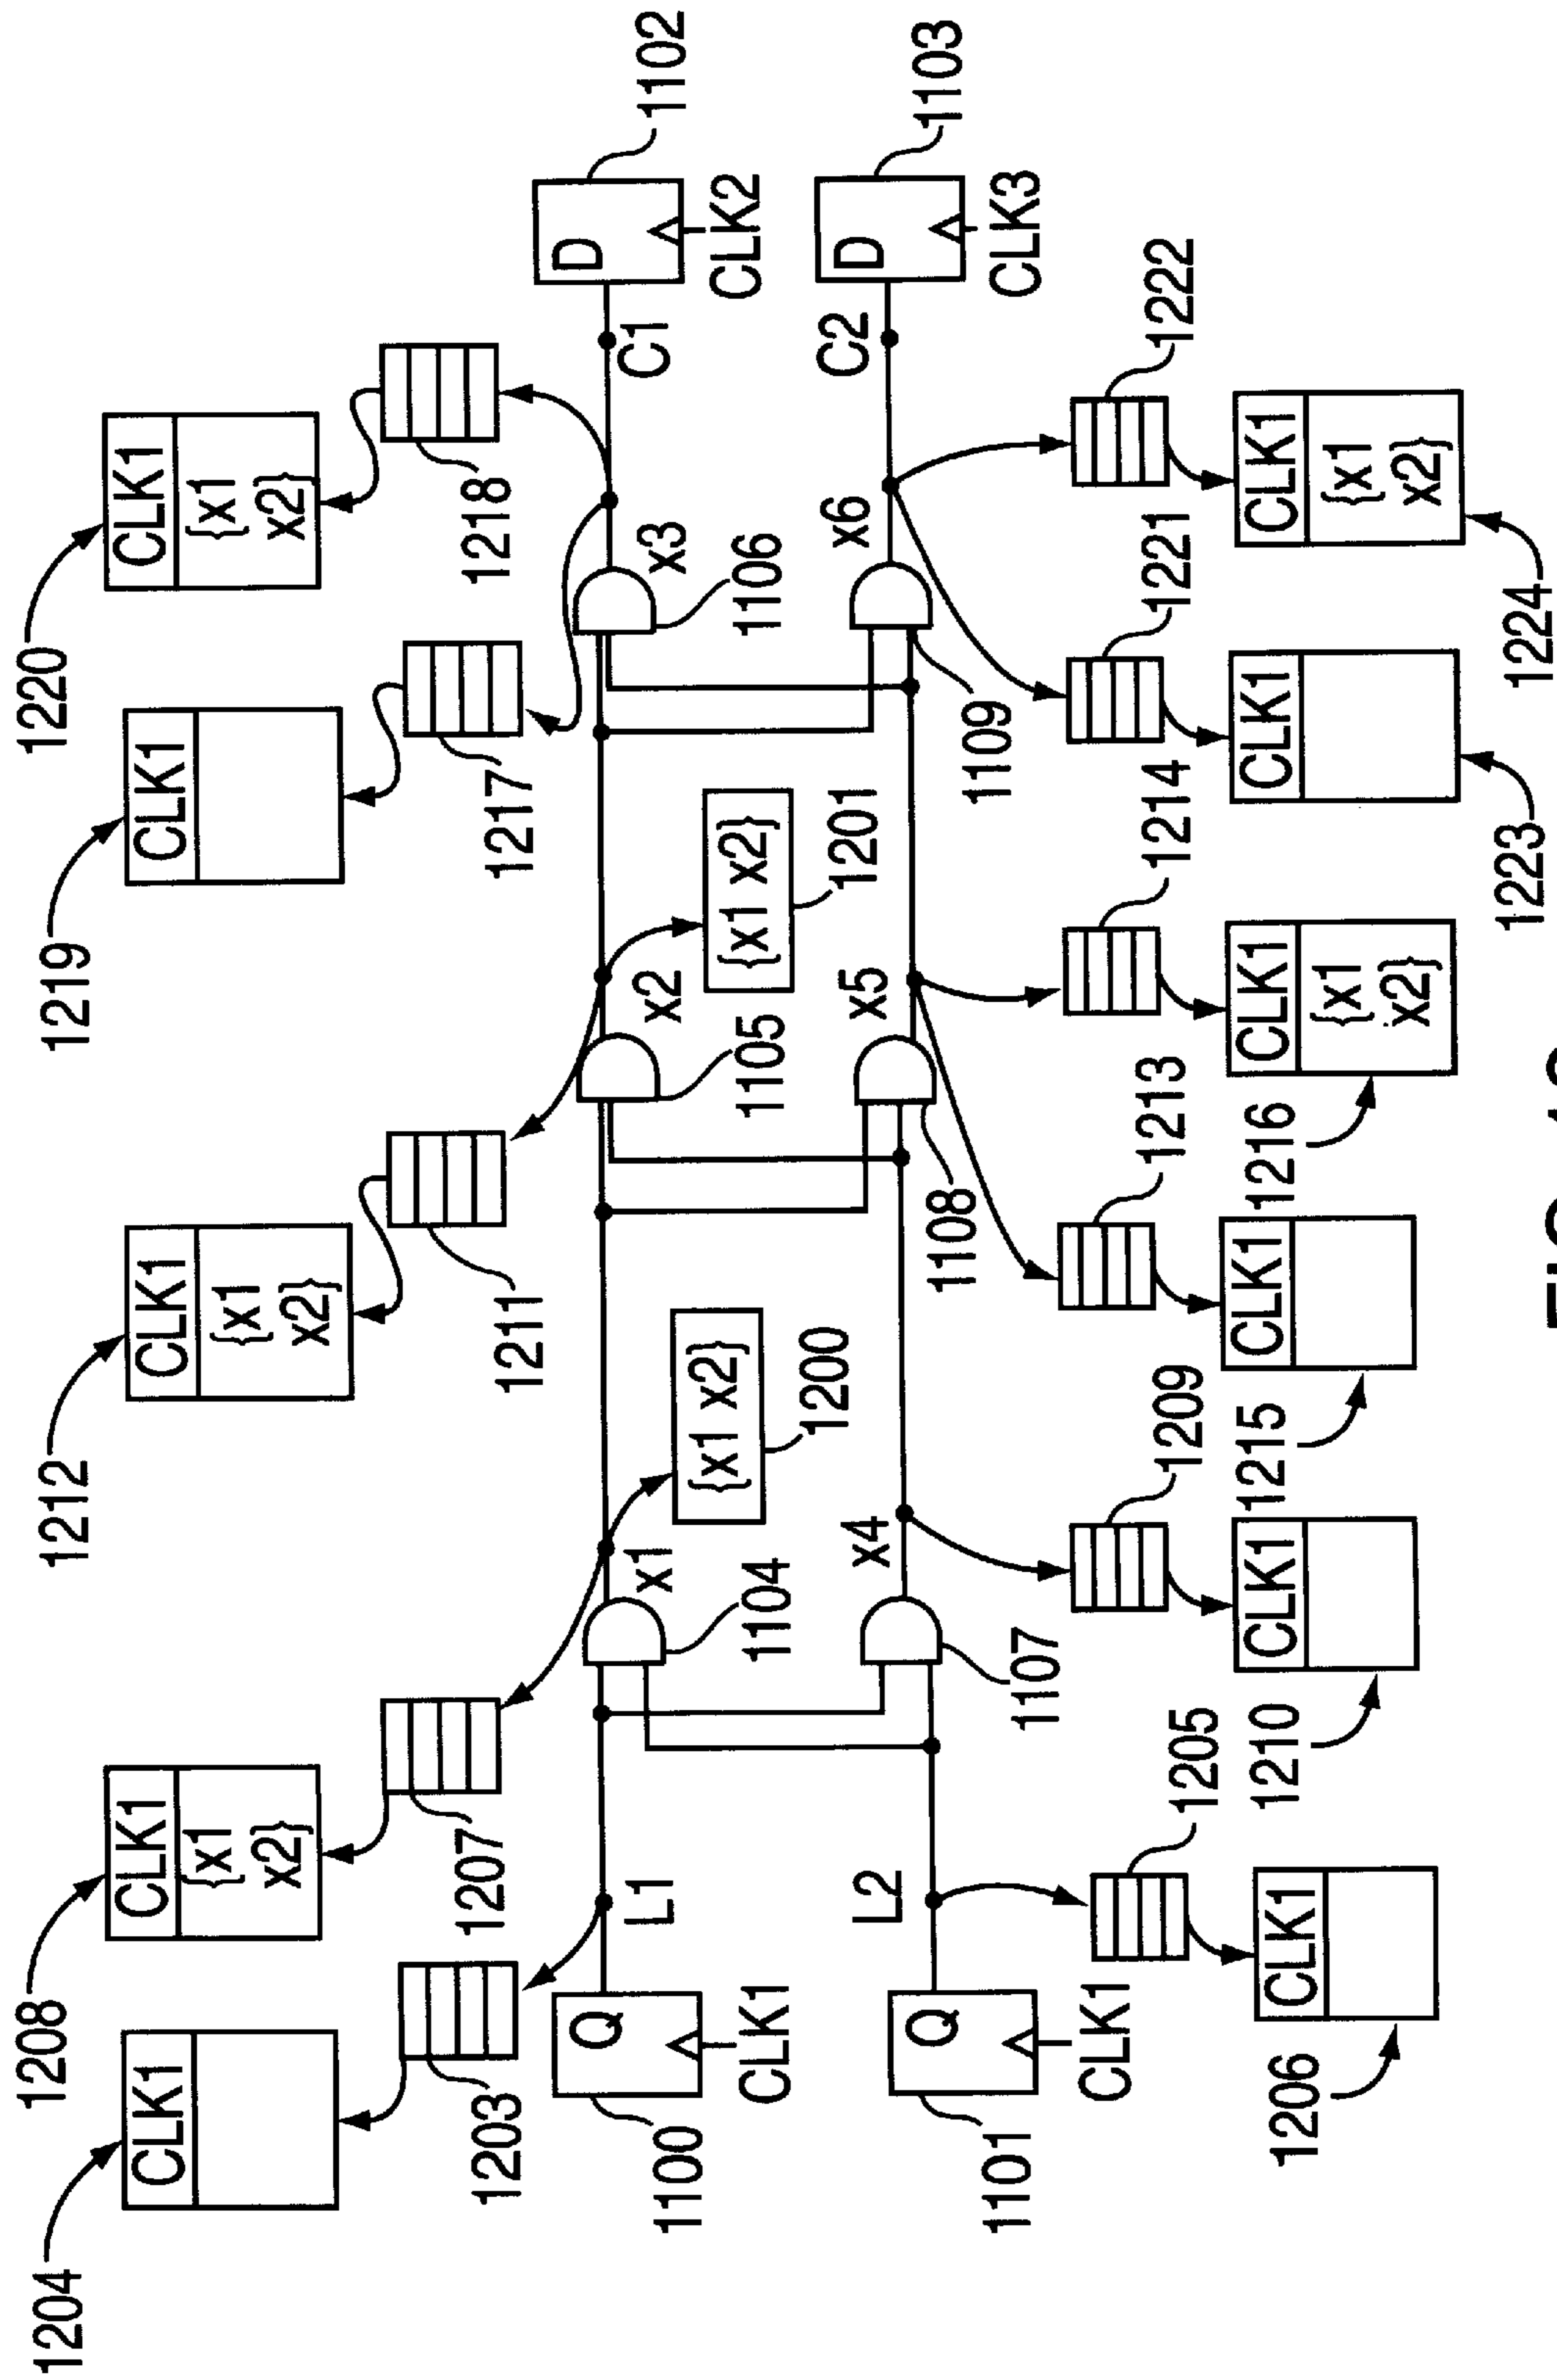 1204
1208
1212
1219
1220
CLK1
CLK1
{x1
x2}
CLK1
{x1
x2}
CLK1
CLK1
{x1
x2}
1203
1207
1211
1217
1218
Q
CLK1
1100
L1
x1
1104
{x1 x2}
1200
x2
1105
{x1 x2}
1201
x3
1106
C1
D
CLK2
1102
Q
CLK1
1101
L2
x4
1107
x5
1108
x6
1109
C2
D
CLK3
1103
1205
1209
1213
1214
1221
1222
CLK1
1206
CLK1
1210
CLK1
1215
CLK1
{x1
x2}
1216
CLK1
1223
CLK1
{x1
x2}
1224